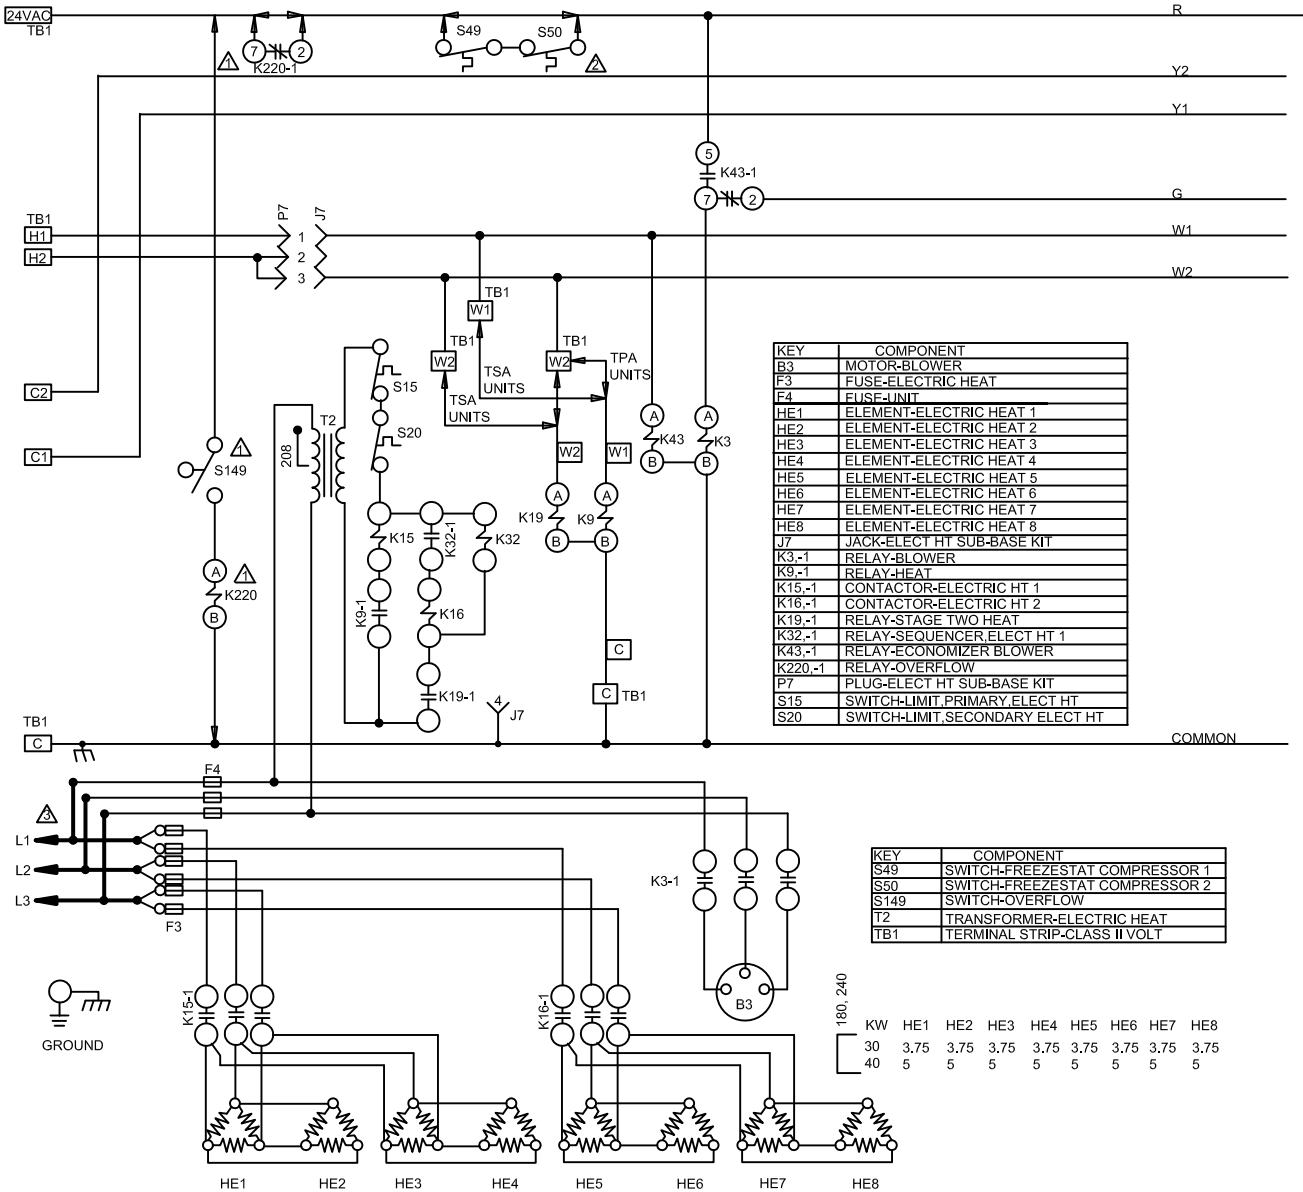 24VAC
TB1
7
2
K220-1
1
S49
S50
2
R
Y2
Y1
5
K43-1
7
2
G
TB1
H1
H2
P7
J7
1
2
3
W1
W2
TB1
W1
TB1
W2
TB1
W2
TSA
UNITS
TSA
UNITS
TPA
UNITS
C2
C1
S149
1
208
T2
S15
S20
A
K43
B
A
K3
B
W2
W1
A
K19
B
A
K9
B
K15
K32-1
K32
A
K220
1
B
K9-1
K16
K19-1
4
J7
C
C
TB1
TB1
C
COMMON
KEY COMPONENT
B3 MOTOR-BLOWER
F3 FUSE-ELECTRIC HEAT
F4 FUSE-UNIT
HE1 ELEMENT-ELECTRIC HEAT 1
HE2 ELEMENT-ELECTRIC HEAT 2
HE3 ELEMENT-ELECTRIC HEAT 3
HE4 ELEMENT-ELECTRIC HEAT 4
HE5 ELEMENT-ELECTRIC HEAT 5
HE6 ELEMENT-ELECTRIC HEAT 6
HE7 ELEMENT-ELECTRIC HEAT 7
HE8 ELEMENT-ELECTRIC HEAT 8
J7 JACK-ELECT HT SUB-BASE KIT
K3,-1 RELAY-BLOWER
K9,-1 RELAY-HEAT
K15,-1 CONTACTOR-ELECTRIC HT 1
K16,-1 CONTACTOR-ELECTRIC HT 2
K19,-1 RELAY-STAGE TWO HEAT
K32,-1 RELAY-SEQUENCER,ELECT HT 1
K43,-1 RELAY-ECONOMIZER BLOWER
K220,-1 RELAY-OVERFLOW
P7 PLUG-ELECT HT SUB-BASE KIT
S15 SWITCH-LIMIT,PRIMARY,ELECT HT
S20 SWITCH-LIMIT,SECONDARY ELECT HT
F4
3
L1
L2
L3
F3
K3-1
B3
KEY COMPONENT
S49 SWITCH-FREEZESTAT COMPRESSOR 1
S50 SWITCH-FREEZESTAT COMPRESSOR 2
S149 SWITCH-OVERFLOW
T2 TRANSFORMER-ELECTRIC HEAT
TB1 TERMINAL STRIP-CLASS II VOLT
GROUND
K15-1
K16-1
180, 240
KW HE1 HE2 HE3 HE4 HE5 HE6 HE7 HE8
30 3.75 3.75 3.75 3.75 3.75 3.75 3.75 3.75
40 5 5 5 5 5 5 5 5
HE1 HE2 HE3 HE4 HE5 HE6 HE7 HE8